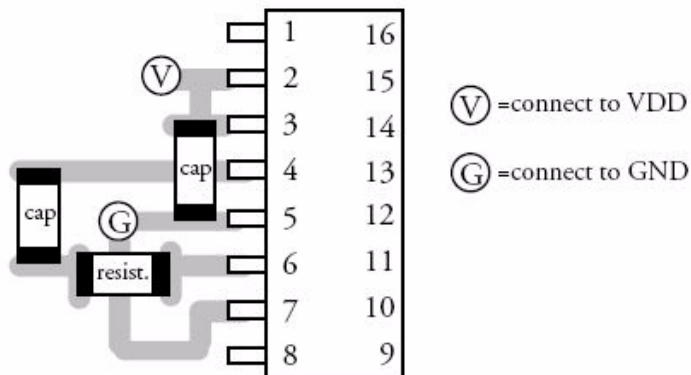 1 16
V 2 15
3 14
cap 4 13
cap G 5 12
resist. 6 11
7 10
8 9
V =connect to VDD
G =connect to GND